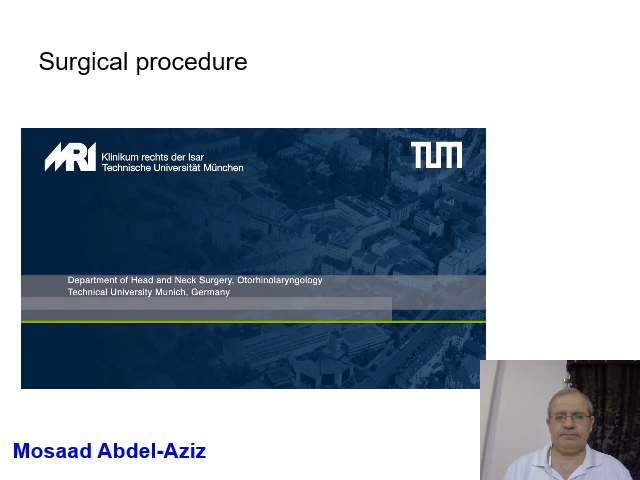 Surgical procedure
MRI Klinikum rechts der Isar
Technische Universität München
TUM
Department of Head and Neck Surgery, Otorhinolaryngology
Technical University Munich, Germany
Mosaad Abdel-Aziz